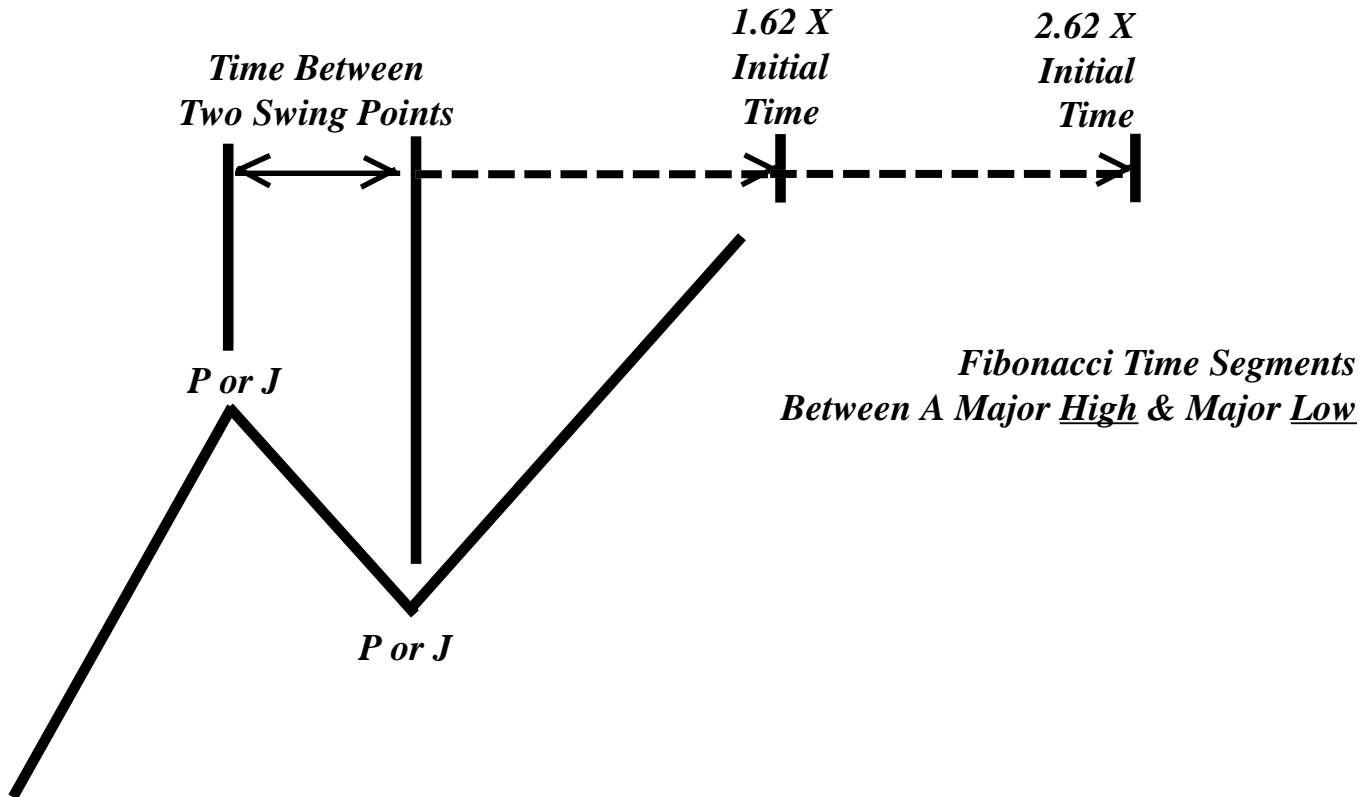 Time Between
Two Swing Points
1.62 X
Initial
Time
2.62 X
Initial
Time
P or J
Fibonacci Time Segments
Between A Major High & Major Low
P or J